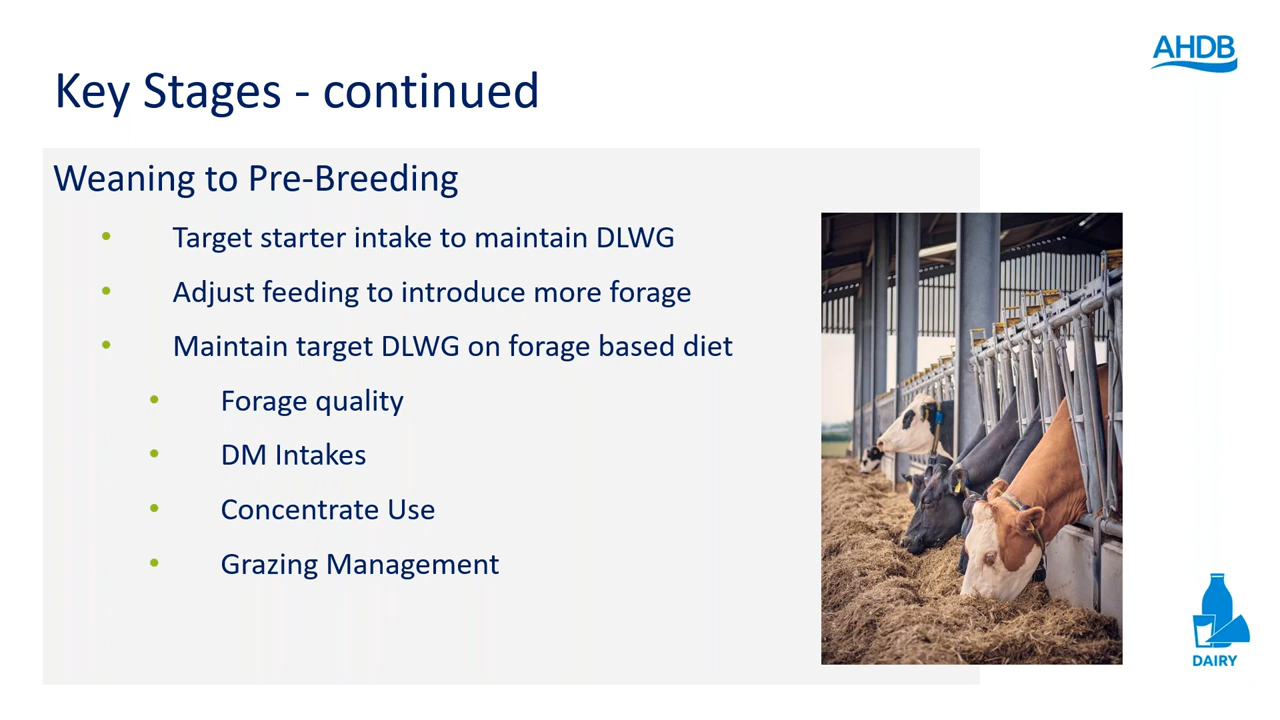 AHDB
Key Stages - continued
Weaning to Pre-Breeding
• Target starter intake to maintain DLWG
• Adjust feeding to introduce more forage
• Maintain target DLWG on forage based diet
• Forage quality
• DM Intakes
• Concentrate Use
• Grazing Management
DAIRY